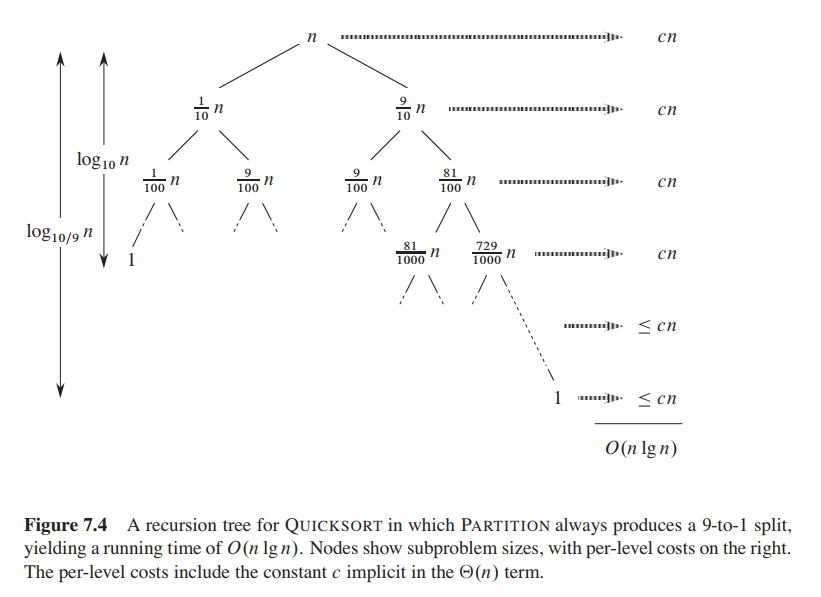 n cn
1/10 n 9/10 n cn
log10 n
1/100 n 9/100 n 9/100 n 81/100 n cn
log10/9 n
1 81/1000 n 729/1000 n cn
≤ cn
1 ≤ cn
O(n lg n)
Figure 7.4 A recursion tree for QUICKSORT in which PARTITION always produces a 9-to-1 split,
yielding a running time of O(n lg n). Nodes show subproblem sizes, with per-level costs on the right.
The per-level costs include the constant c implicit in the Θ(n) term.